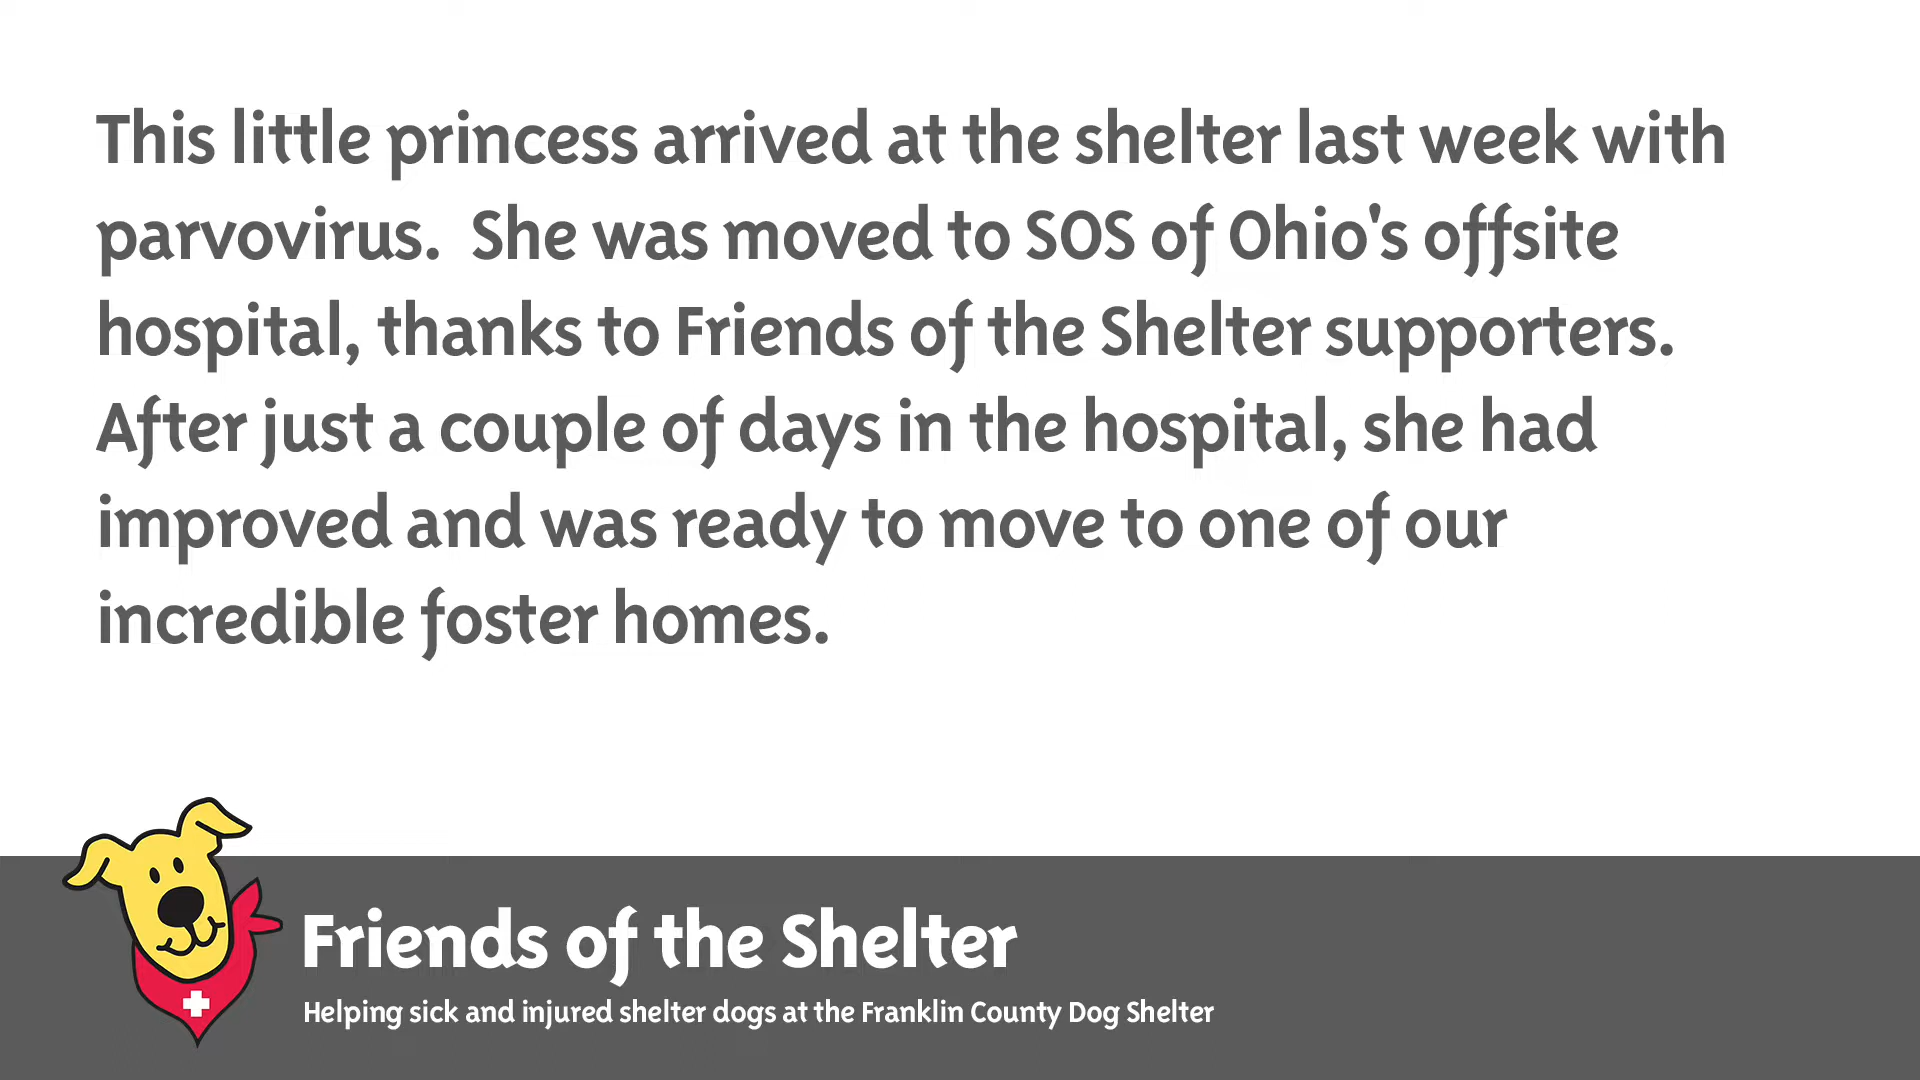 This little princess arrived at the shelter last week with
parvovirus.  She was moved to SOS of Ohio's offsite
hospital, thanks to Friends of the Shelter supporters.
After just a couple of days in the hospital, she had
improved and was ready to move to one of our
incredible foster homes.
Friends of the Shelter
Helping sick and injured shelter dogs at the Franklin County Dog Shelter